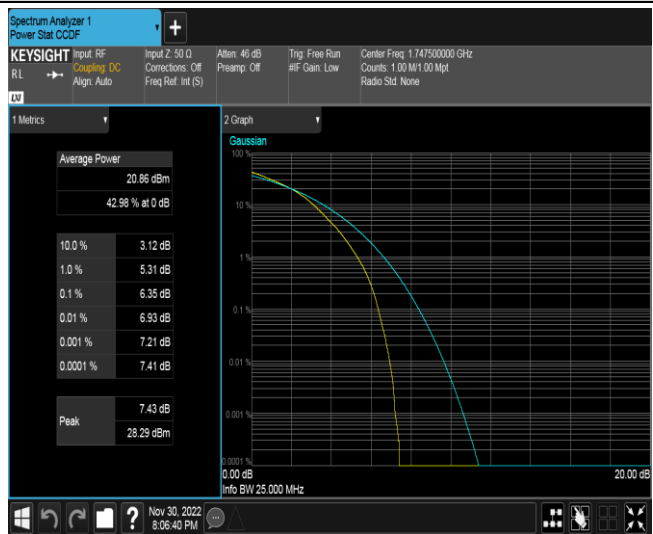 Spectrum Analyzer 1
Power Stat CCDF
+
KEYSIGHT
RL
LXI
Input: RF
Coupling: DC
Align: Auto
Input Z: 50 Ω
Corrections: Off
Freq Ref: Int (S)
Atten: 46 dB
Preamp: Off
Trig: Free Run
#IF Gain: Low
Center Freq: 1.747500000 GHz
Counts: 1.00 M/1.00 Mpt
Radio Std: None
1 Metrics
Average Power
20.86 dBm
42.98 % at 0 dB
10.0 % 3.12 dB
1.0 % 5.31 dB
0.1 % 6.35 dB
0.01 % 6.93 dB
0.001 % 7.21 dB
0.0001 % 7.41 dB
Peak
7.43 dB
28.29 dBm
2 Graph
Gaussian
100 %
10 %
1 %
0.1 %
0.01 %
0.001 %
0.0001 %
0.00 dB 20.00 dB
Info BW 25.000 MHz
?
Nov 30, 2022
8:06:40 PM